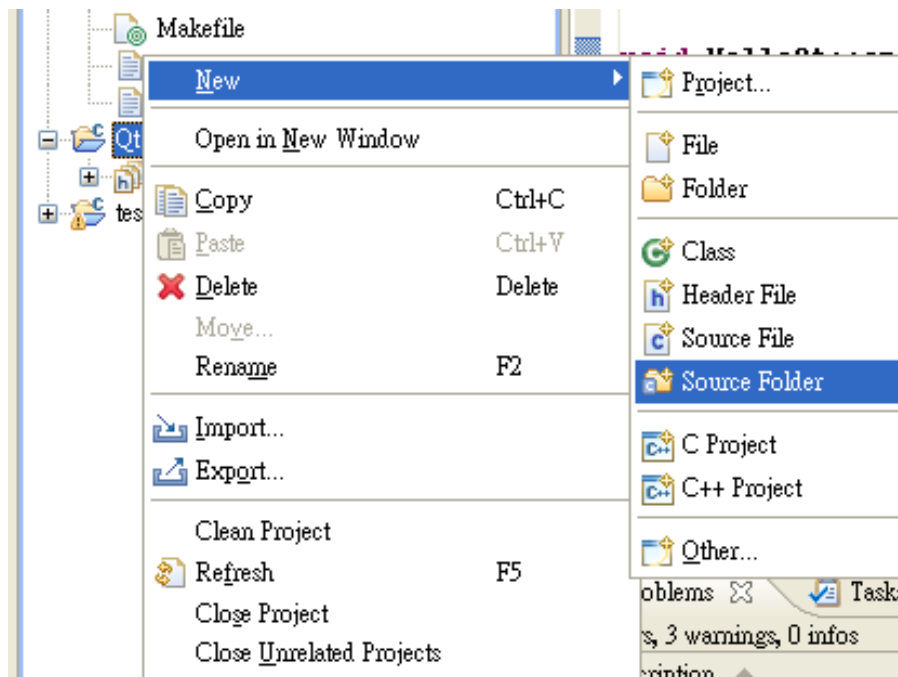 Makefile
New
Open in New Window
Copy Ctrl+C
Paste Ctrl+V
Delete Delete
Move...
Rename F2
Import...
Export...
Clean Project
Refresh F5
Close Project
Close Unrelated Projects
Qt
tes
Project...
File
Folder
Class
Header File
Source File
Source Folder
C Project
C++ Project
Other...
oblems Task
s, 3 warnings, 0 infos
cription